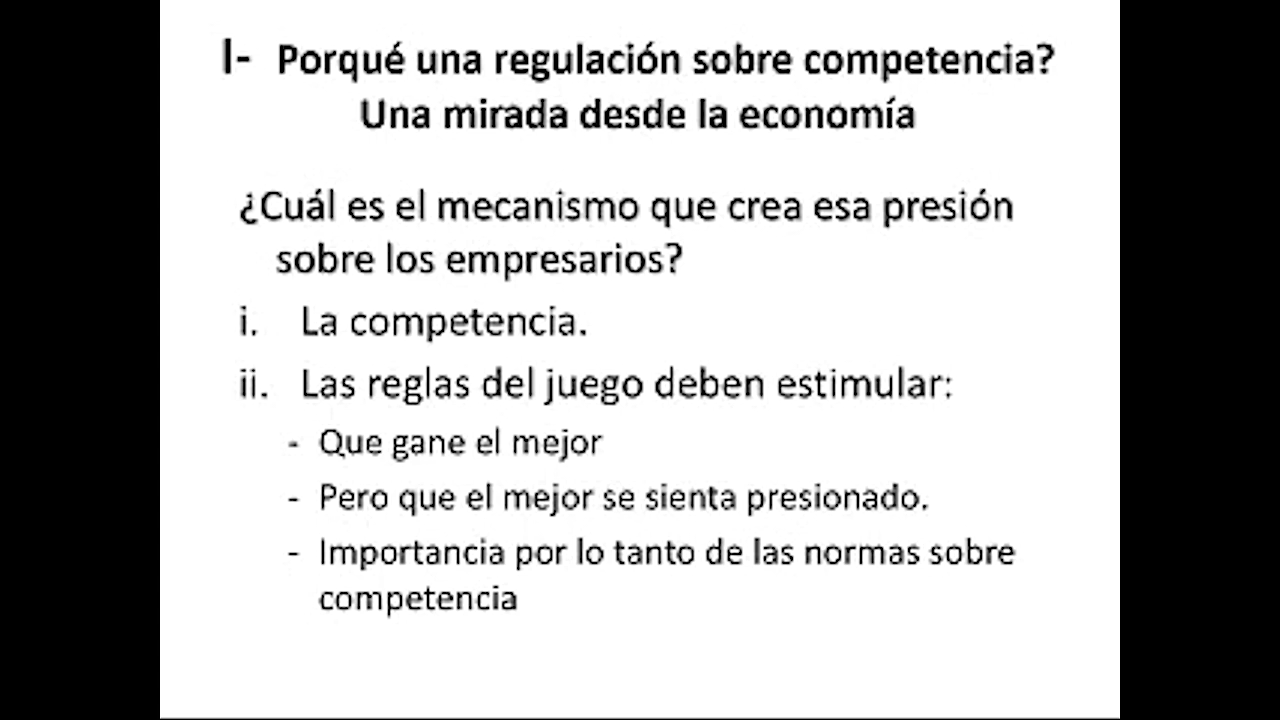 I- Porqué una regulación sobre competencia?
Una mirada desde la economía
¿Cuál es el mecanismo que crea esa presión
sobre los empresarios?
i. La competencia.
ii. Las reglas del juego deben estimular:
- Que gane el mejor
- Pero que el mejor se sienta presionado.
- Importancia por lo tanto de las normas sobre
competencia